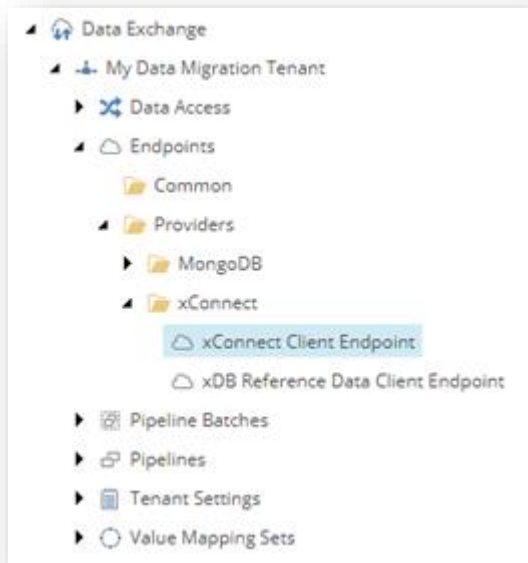 Data Exchange
My Data Migration Tenant
Data Access
Endpoints
Common
Providers
MongoDB
xConnect
xConnect Client Endpoint
xDB Reference Data Client Endpoint
Pipeline Batches
Pipelines
Tenant Settings
Value Mapping Sets